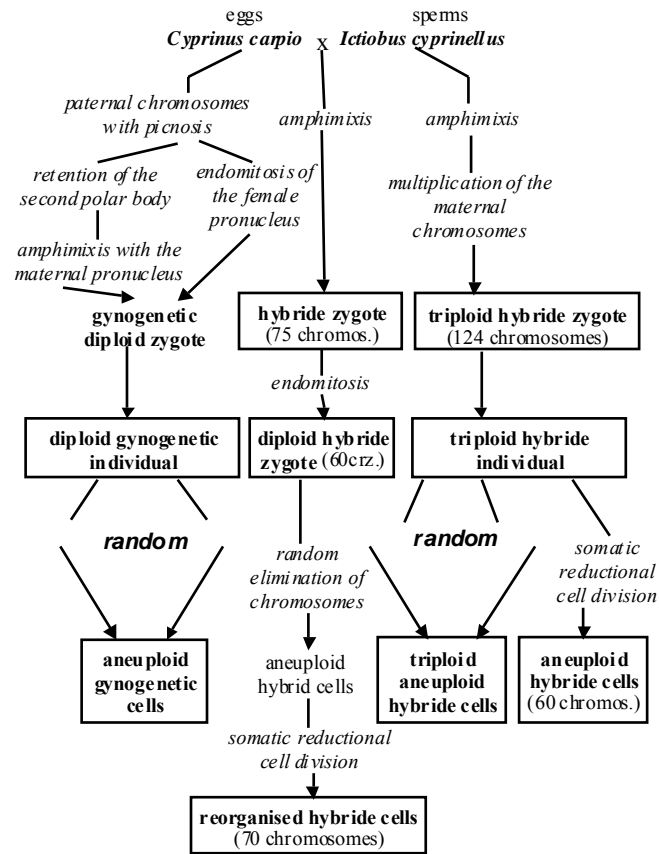 eggs
sperms
Cyprinus carpio x Ictiobus cyprinellus
paternal chromosomes
with picnosis
amphimixis
amphimixis
retention of the
second polar body
endomitosis of
the female
pronucleus
multiplication of the
maternal
chromosomes
amphimixis with the
maternal pronucleus
gynogenetic
diploid zygote
hybride zygote
(75 chromos.)
triploid hybride zygote
(124 chromosomes)
endomitosis
diploid gynogenetic
individual
diploid hybride
zygote (60crz.)
triploid hybride
individual
random
random
elimination of
chromosomes
random
somatic
reductional
cell division
aneuploid
gynogenetic
cells
aneuploid
hybrid cells
triploid
aneuploid
hybride cells
aneuploid
hybride cells
(60 chromos.)
somatic reductional
cell division
reorganised hybride cells
(70 chromosomes)